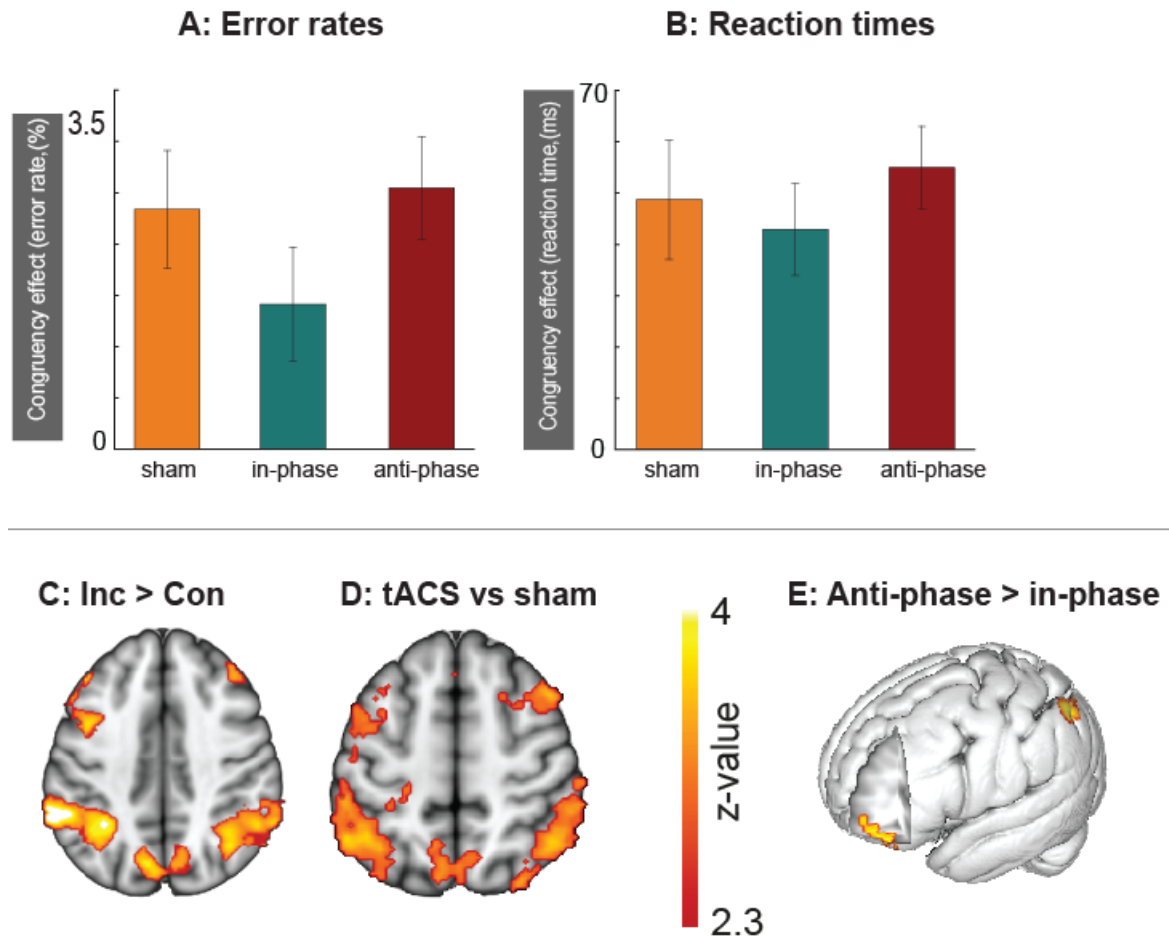 A: Error rates
B: Reaction times
Congruency effect (error rate,(%)
3.5
0
sham
in-phase
anti-phase
Congruency effect (reaction time,(ms)
70
0
sham
in-phase
anti-phase
C: Inc > Con
D: tACS vs sham
4
z-value
2.3
E: Anti-phase > in-phase